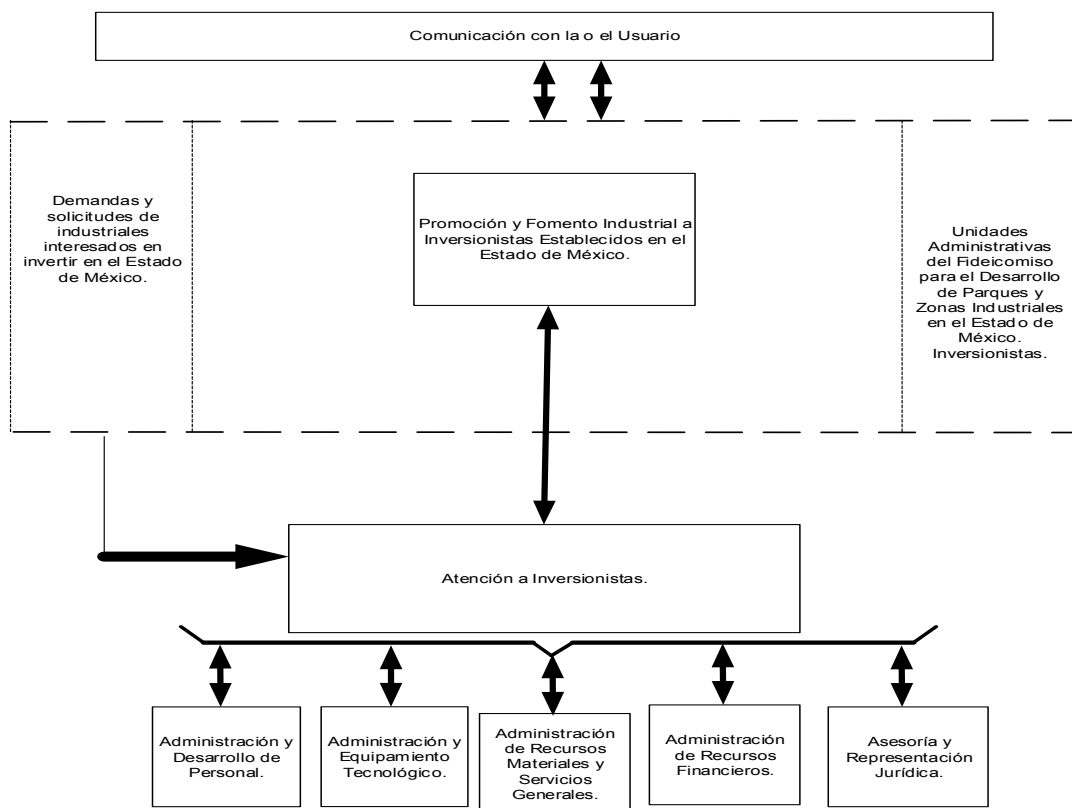 Comunicación con la o el Usuario
Demandas y
solicitudes de
industriales
interesados en
invertir en el Estado
de México.
Promoción y Fomento Industrial a
Inversionistas Establecidos en el
Estado de México.
Unidades
Administrativas
del Fideicomiso
para el Desarrollo
de Parques y
Zonas Industriales
en el Estado de
México.
Inversionistas.
Atención a Inversionistas.
Administración y
Desarrollo de
Personal.
Administración y
Equipamiento
Tecnológico.
Administración
de Recursos
Materiales y
Servicios
Generales.
Administración
de Recursos
Financieros.
Asesoría y
Representación
Jurídica.